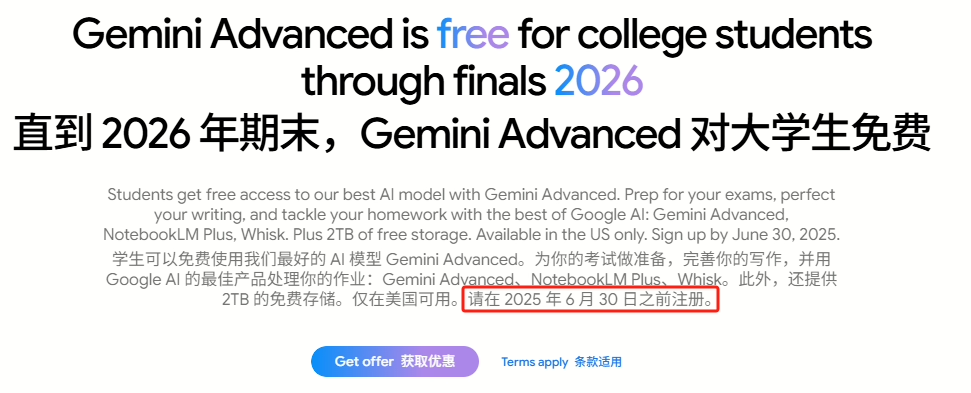 Gemini Advanced is free for college students
through finals 2026
直到 2026 年期末，Gemini Advanced 对大学生免费
Students get free access to our best AI model with Gemini Advanced. Prep for your exams, perfect
your writing, and tackle your homework with the best of Google AI: Gemini Advanced,
NotebookLM Plus, Whisk. Plus 2TB of free storage. Available in the US only. Sign up by June 30, 2025.
学生可以免费使用我们最好的 AI 模型 Gemini Advanced。为你的考试做准备，完善你的写作，并用
Google AI 的最佳产品处理你的作业：Gemini Advanced、NotebookLM Plus、Whisk。此外，还提供
2TB 的免费存储。仅在美国可用。请在 2025 年 6 月 30 日之前注册。
Get offer 获取优惠 Terms apply 条款适用